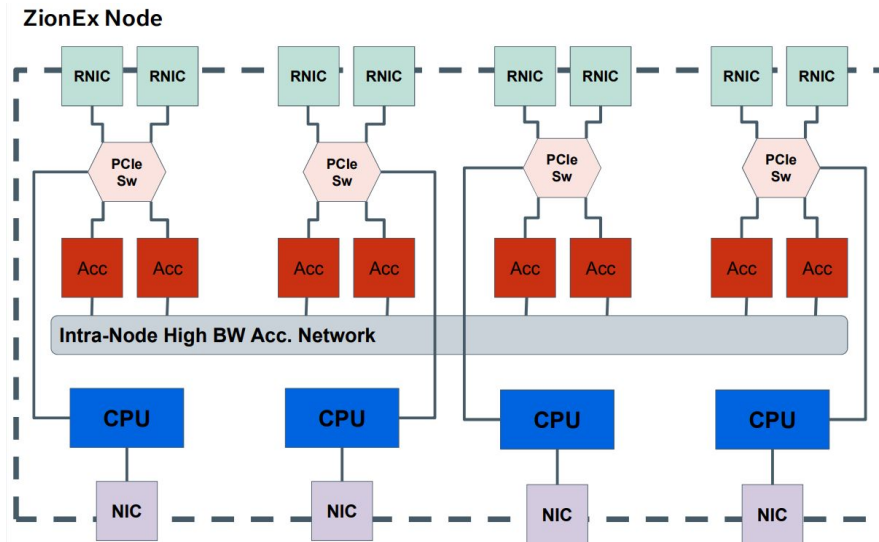 ZionEx Node
RNIC RNIC RNIC RNIC RNIC RNIC RNIC RNIC
PCIe PCIe PCIe PCIe
Sw Sw Sw Sw
Acc Acc Acc Acc Acc Acc Acc Acc
Intra-Node High BW Acc. Network
CPU CPU CPU CPU
NIC NIC NIC NIC